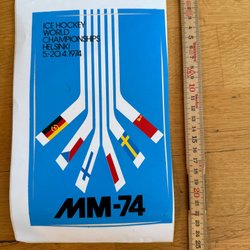 ICE HOCKEY
WORLD
CHAMPIONSHIPS
HELSINKI
5-20.4.1974
MM-74